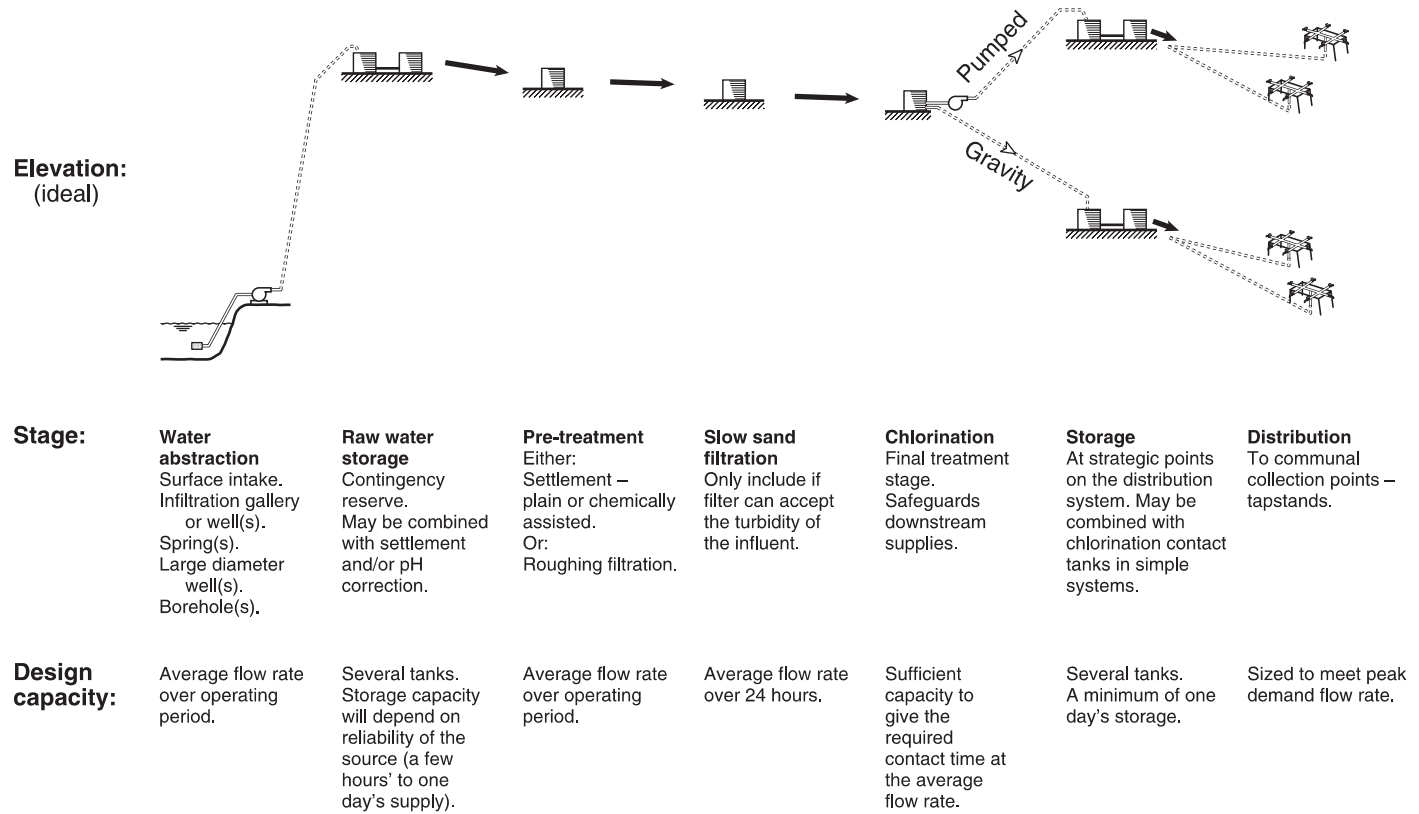 Pumped
Gravity
Elevation:
(ideal)
Stage:
Water
abstraction
Surface intake.
Infiltration gallery
or well(s).
Spring(s).
Large diameter
well(s).
Borehole(s).
Raw water
storage
Contingency
reserve.
May be combined
with settlement
and/or pH
correction.
Pre-treatment
Either:
Settlement –
plain or chemically
assisted.
Or:
Roughing filtration.
Slow sand
filtration
Only include if
filter can accept
the turbidity of
the influent.
Chlorination
Final treatment
stage.
Safeguards
downstream
supplies.
Storage
At strategic points
on the distribution
system. May be
combined with
chlorination contact
tanks in simple
systems.
Distribution
To communal
collection points –
tapstands.
Design
capacity:
Average flow rate
over operating
period.
Several tanks.
Storage capacity
will depend on
reliability of the
source (a few
hours' to one
day's supply).
Average flow rate
over operating
period.
Average flow rate
over 24 hours.
Sufficient
capacity to
give the
required
contact time at
the average
flow rate.
Several tanks.
A minimum of one
day's storage.
Sized to meet peak
demand flow rate.